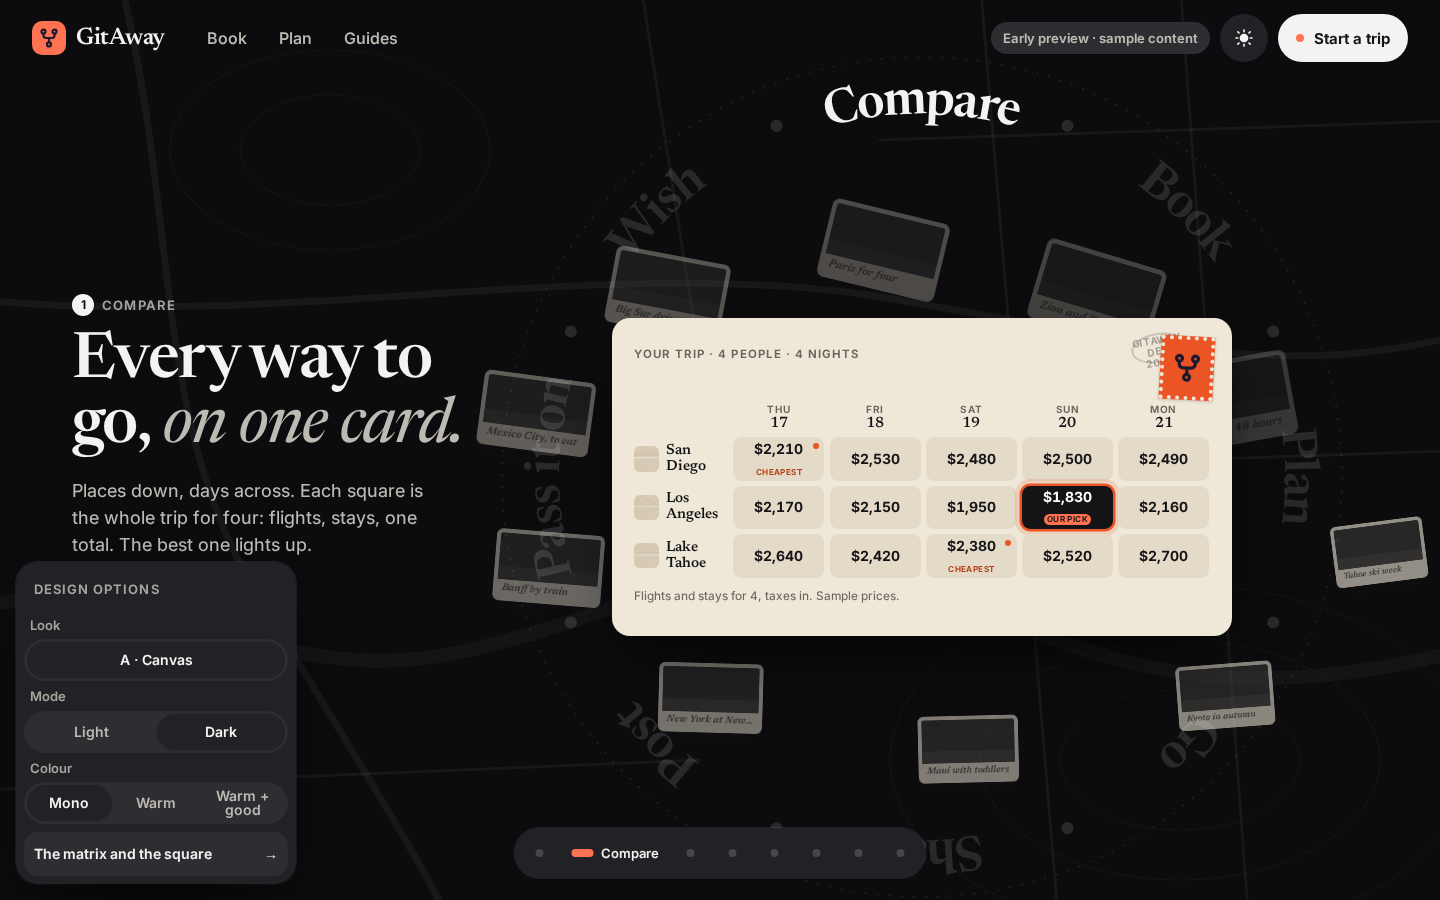 GitAway
Book
Plan
Guides
Early preview · sample content
Start a trip
Compare
Wish
Book
Paris for four
Mexico City, to eat
48 hours
Pass it on
Plan
Banff by train
Tahoe ski week
New York at New...
Maui with toddlers
Kyoto in autumn
Post
Go
1 COMPARE
Every way to
go, on one card.
Places down, days across. Each square is
the whole trip for four: flights, stays, one
total. The best one lights up.
YOUR TRIP · 4 PEOPLE · 4 NIGHTS
THU FRI SAT SUN MON
17 18 19 20 21
San Diego $2,210 CHEAPEST $2,530 $2,480 $2,500 $2,490
Los Angeles $2,170 $2,150 $1,950 $1,830 OUR PICK $2,160
Lake Tahoe $2,640 $2,420 $2,380 CHEAPEST $2,520 $2,700
Flights and stays for 4, taxes in. Sample prices.
DESIGN OPTIONS
Look
A · Canvas
Mode
Light Dark
Colour
Mono Warm Warm + good
The matrix and the square →
Compare